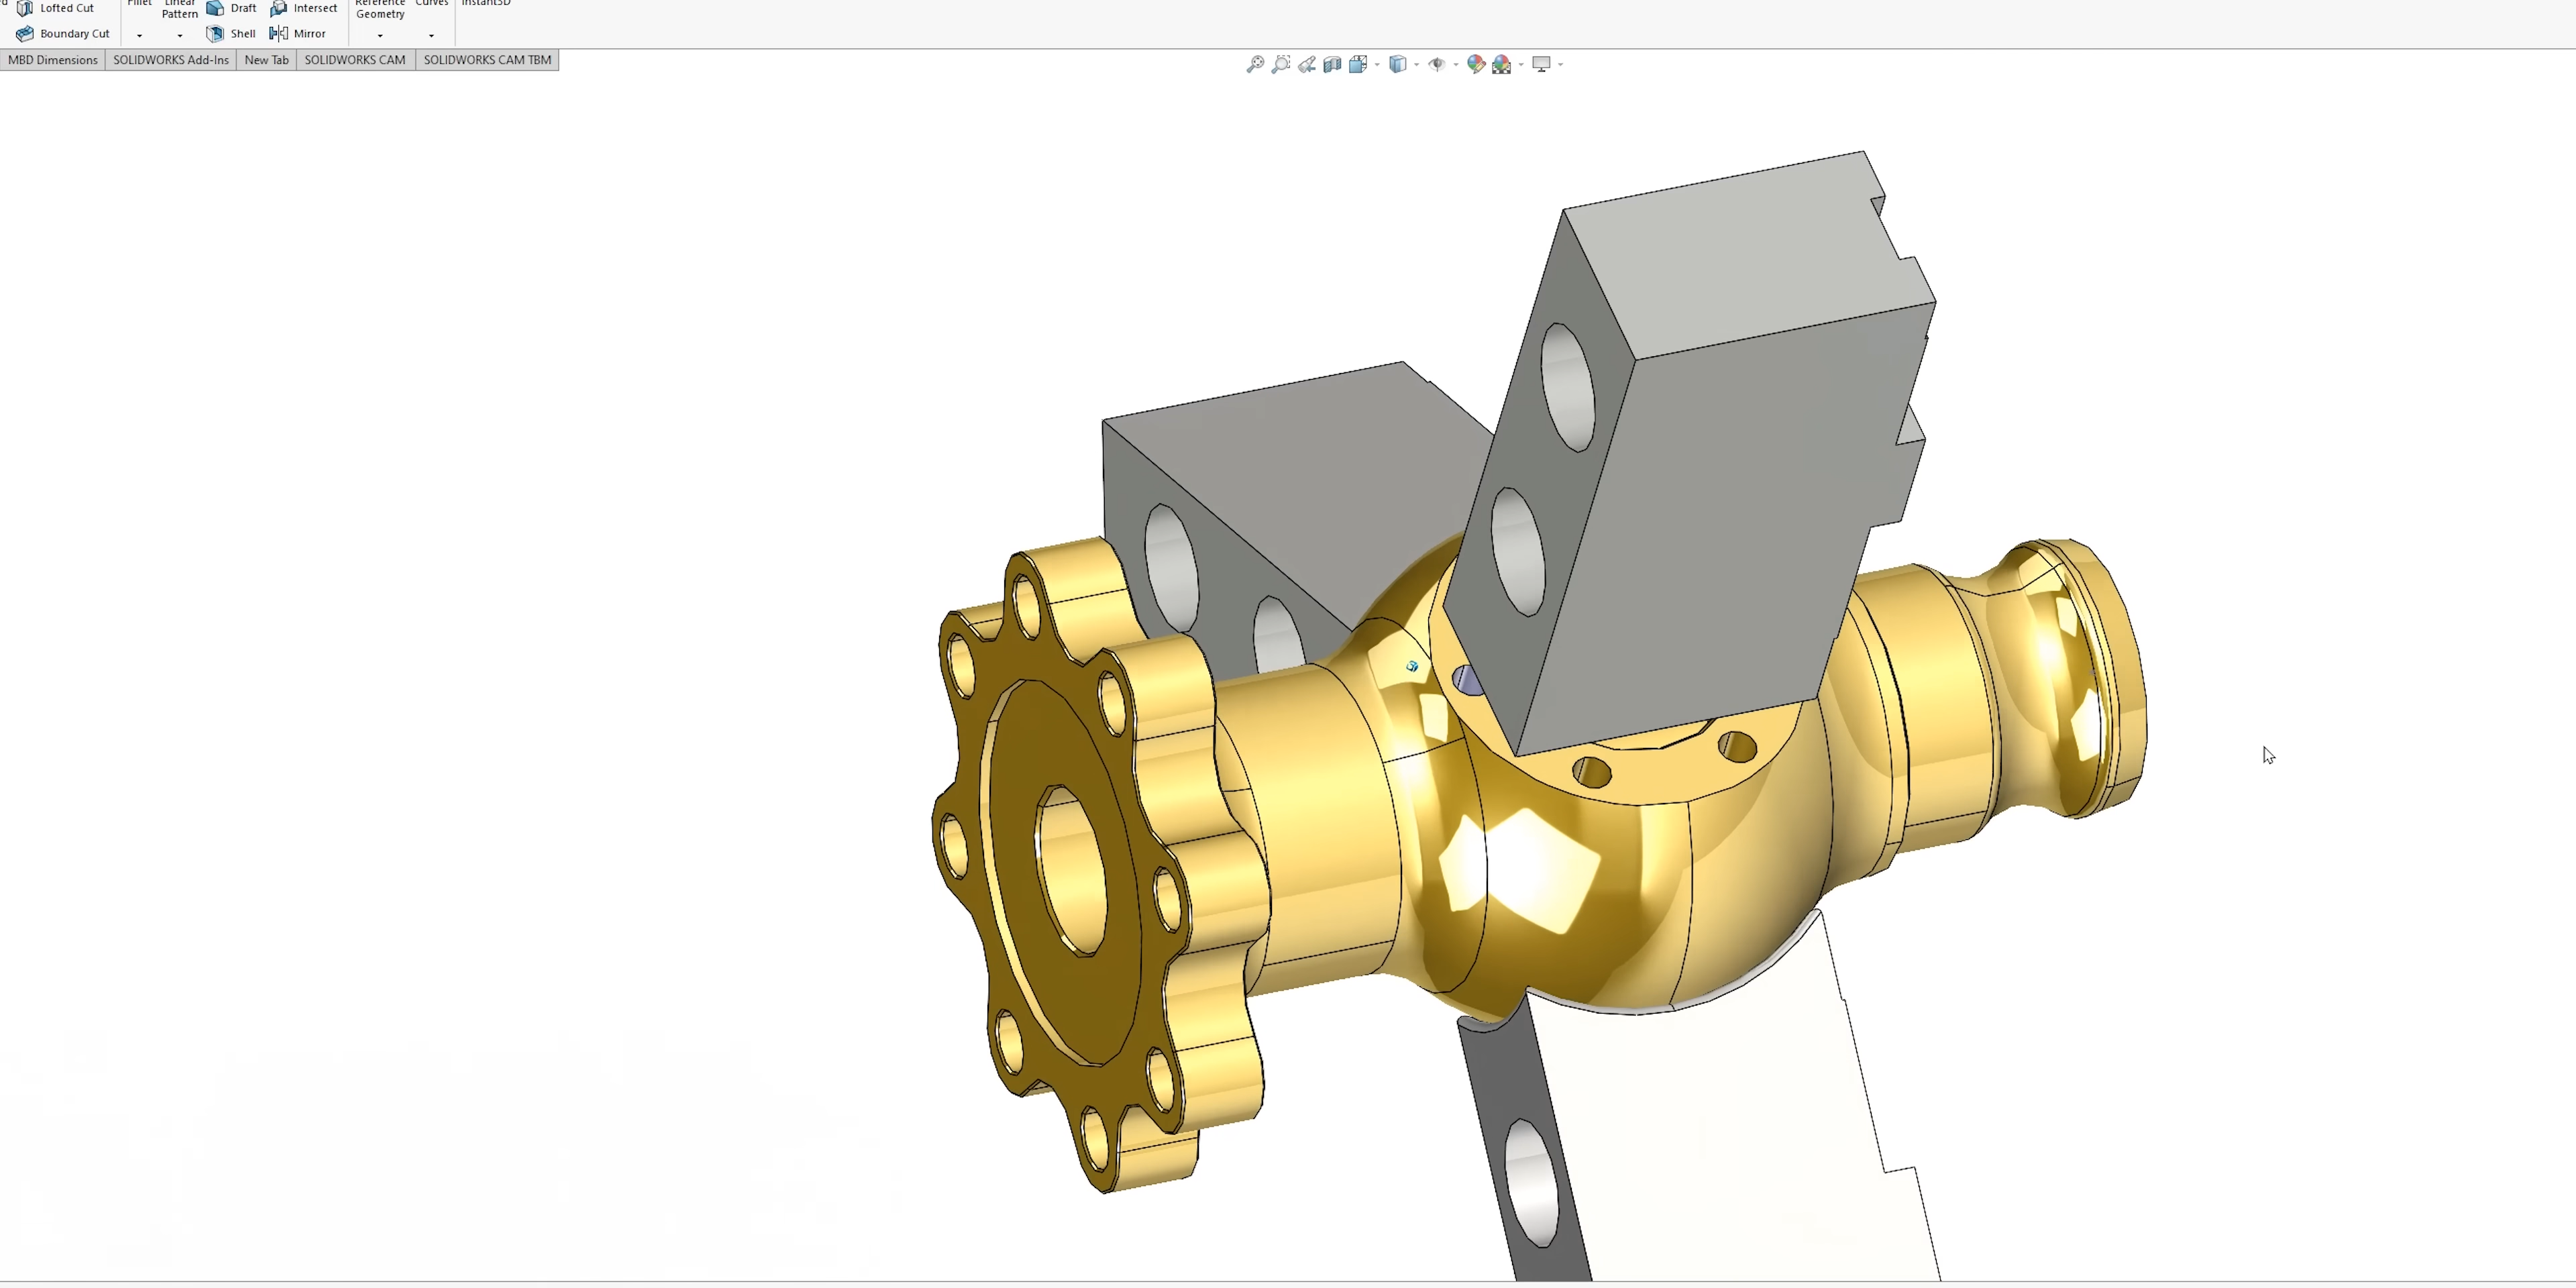 Lofted Cut
Fillet
Linear
Pattern
Draft
Intersect
Reference
Geometry
Curves
Instant3D
Boundary Cut
Shell
Mirror
MBD Dimensions
SOLIDWORKS Add-Ins
New Tab
SOLIDWORKS CAM
SOLIDWORKS CAM TBM